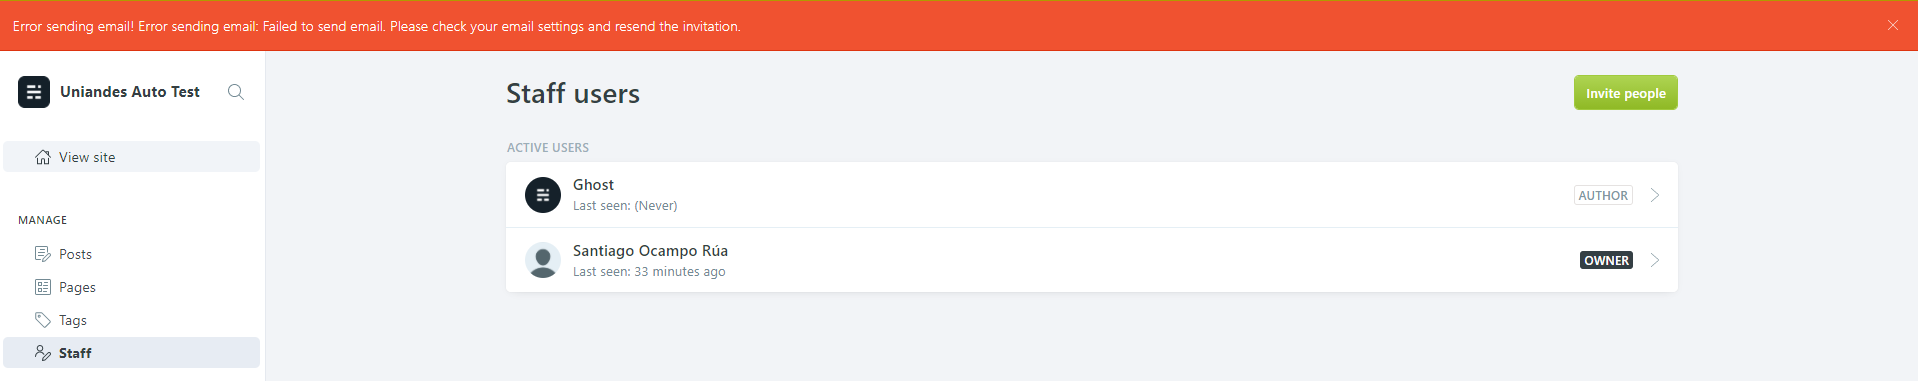 Error sending email! Error sending email: Failed to send email. Please check your email settings and resend the invitation.
Uniandes Auto Test
View site
MANAGE
Posts
Pages
Tags
Staff
Staff users
Invite people
ACTIVE USERS
Ghost
Last seen: (Never)
AUTHOR
Santiago Ocampo Rúa
Last seen: 33 minutes ago
OWNER